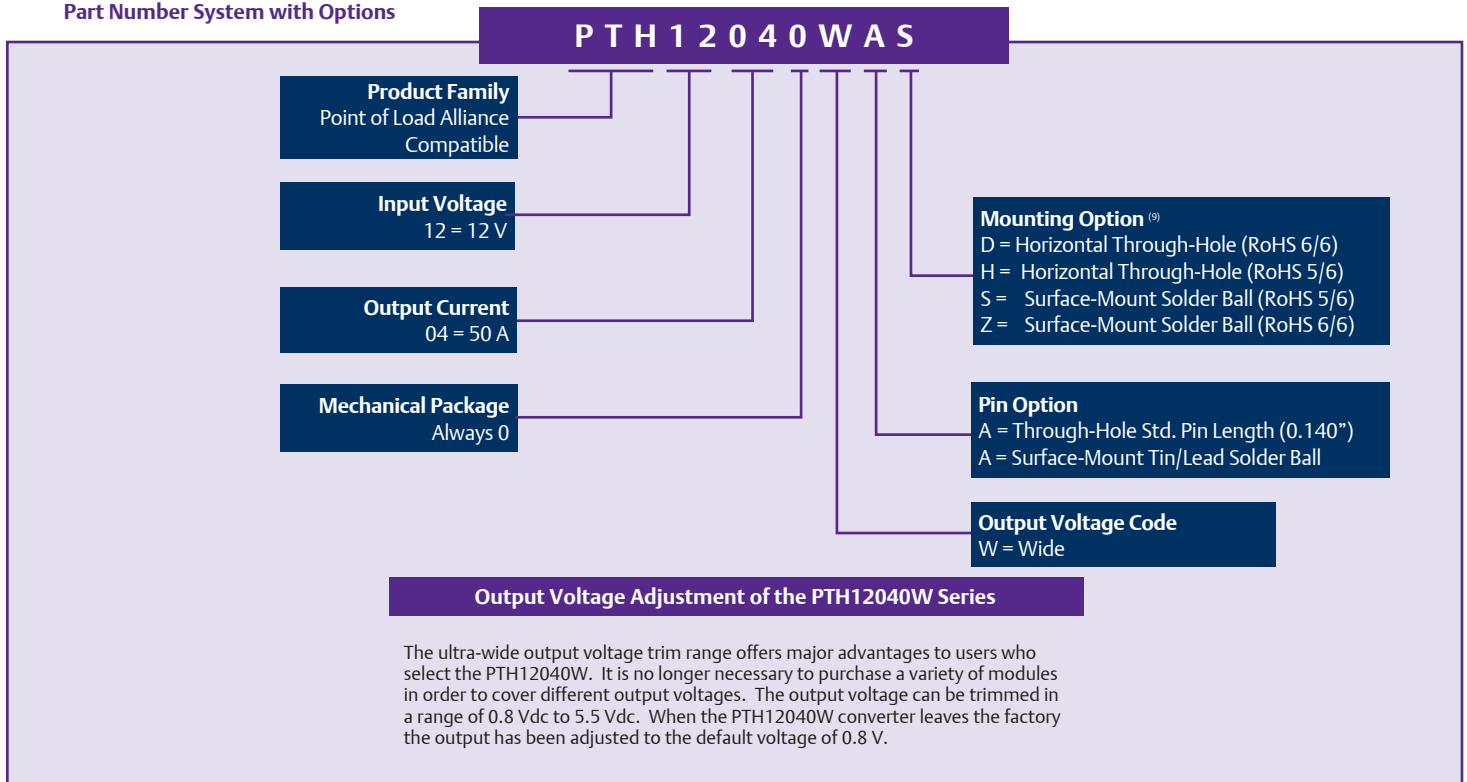 Part Number System with Options
PTH12040WAS
Product Family
Point of Load Alliance
Compatible
Input Voltage
12 = 12 V
Output Current
04 = 50 A
Mechanical Package
Always 0
Mounting Option (9)
D = Horizontal Through-Hole (RoHS 6/6)
H = Horizontal Through-Hole (RoHS 5/6)
S = Surface-Mount Solder Ball (RoHS 5/6)
Z = Surface-Mount Solder Ball (RoHS 6/6)
Pin Option
A = Through-Hole Std. Pin Length (0.140”)
A = Surface-Mount Tin/Lead Solder Ball
Output Voltage Code
W = Wide
Output Voltage Adjustment of the PTH12040W Series
The ultra-wide output voltage trim range offers major advantages to users who
select the PTH12040W. It is no longer necessary to purchase a variety of modules
in order to cover different output voltages. The output voltage can be trimmed in
a range of 0.8 Vdc to 5.5 Vdc. When the PTH12040W converter leaves the factory
the output has been adjusted to the default voltage of 0.8 V.